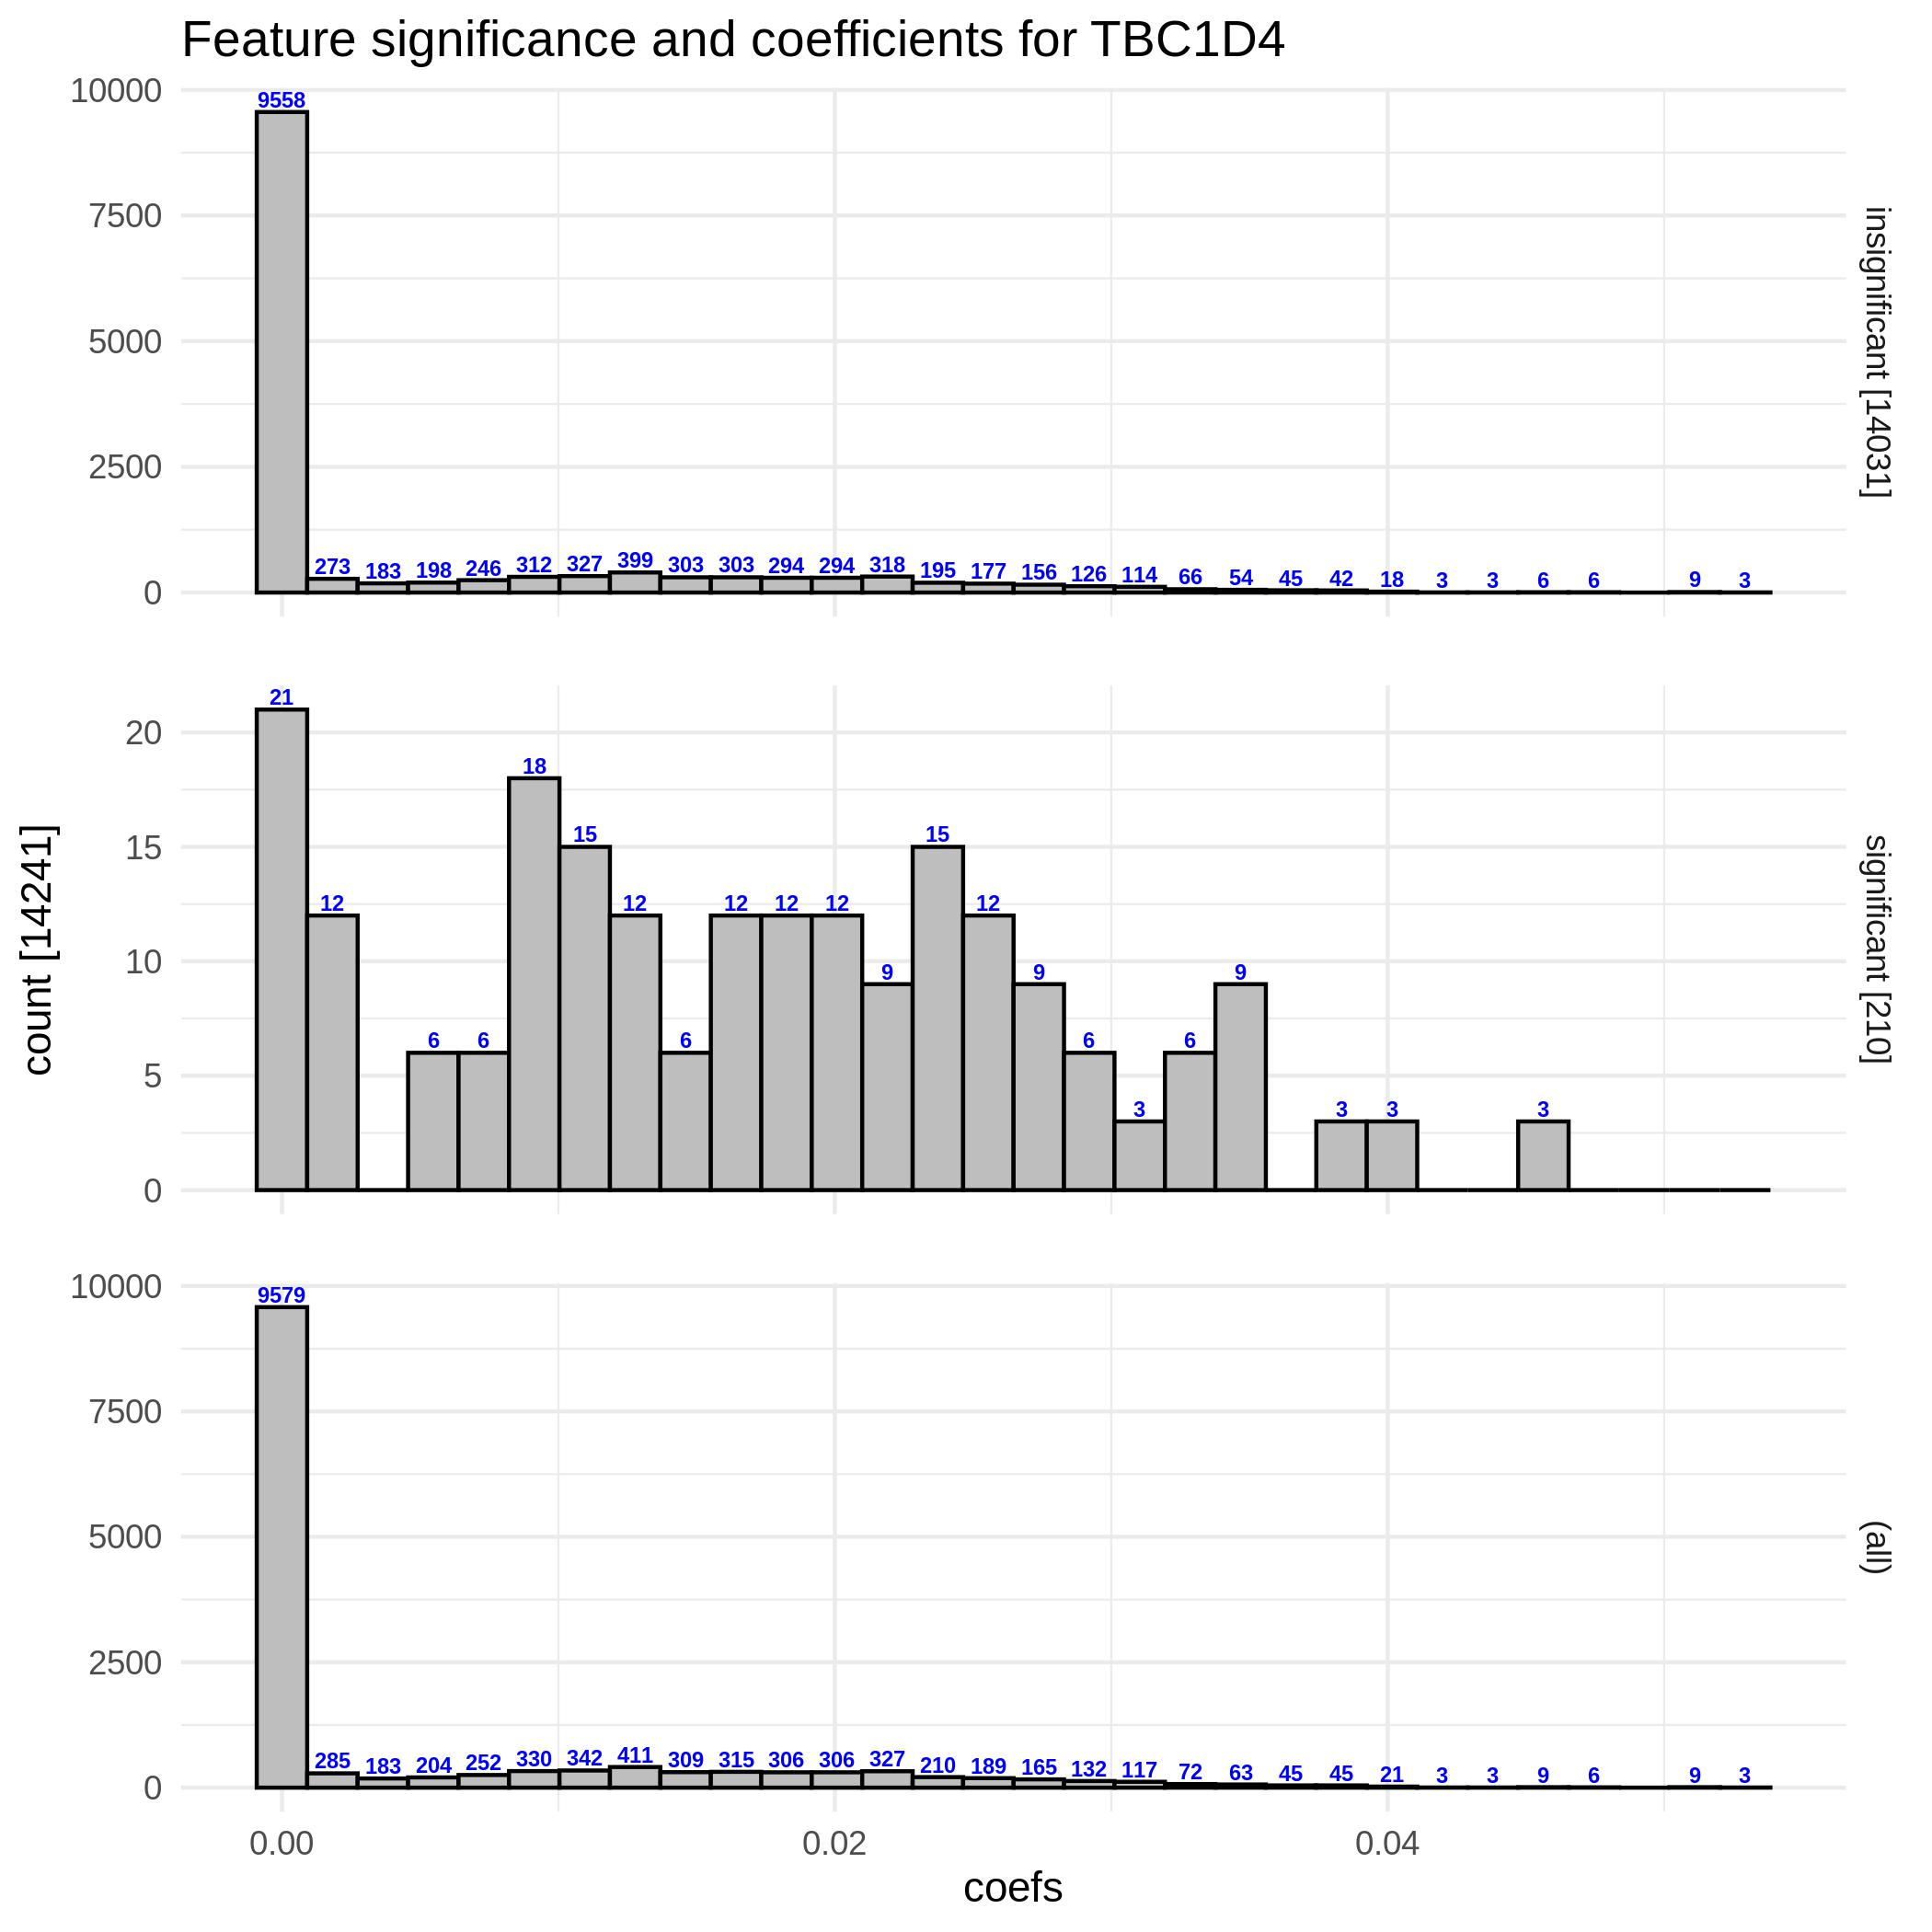 Feature significance and coefficients for TBC1D4
10000
7500
5000
2500
0
9558
273 183 198 246 312 327 399 303 303 294 294 318 195 177 156 126 114 66 54 45 42 18 3 3 6 6 9 3
insignificant [14031]
count [14241]
20
15
10
5
0
21 12 6 6 18 15 12 6 12 12 12 9 15 12 9 6 3 6 9 3 3 3
significant [210]
10000
7500
5000
2500
0
9579
285 183 204 252 330 342 411 309 315 306 306 327 210 189 165 132 117 72 63 45 45 21 3 3 9 6 9 3
(all)
0.00 0.02 0.04
coefs